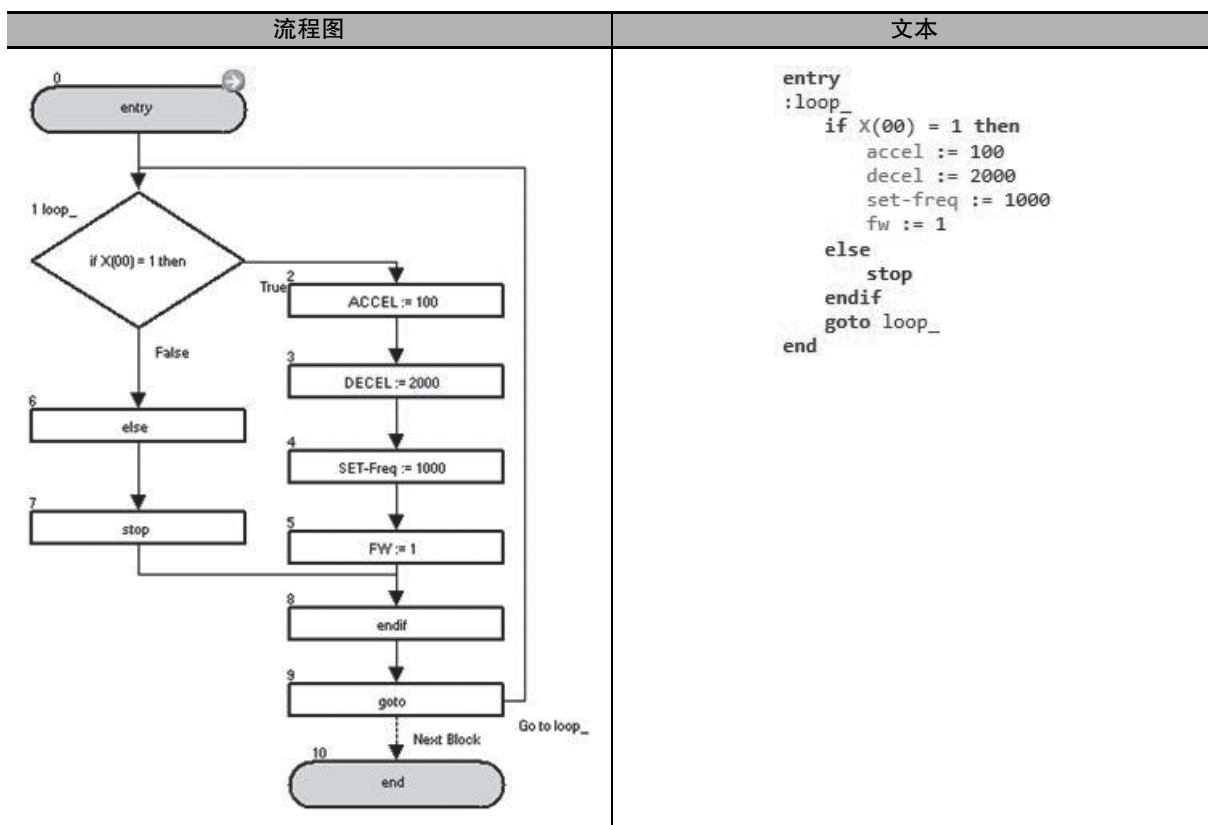 流程图
文本
0
entry
1 loop_
if X(00) = 1 then
True
2
ACCEL := 100
False
3
DECEL := 2000
6
else
4
SET-Freq := 1000
7
stop
5
FW := 1
8
endif
9
goto
Go to loop_
Next Block
10
end
entry
:loop_
if X(00) = 1 then
accel := 100
decel := 2000
set-freq := 1000
fw := 1
else
stop
endif
goto loop_
end